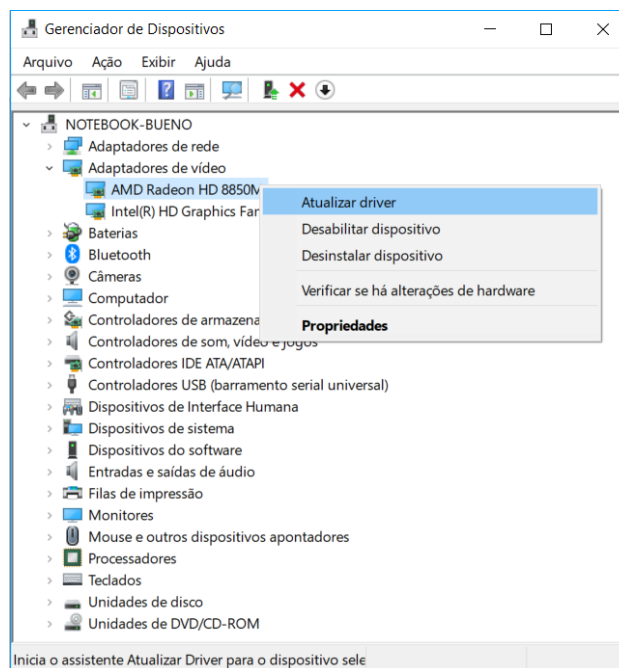 Gerenciador de Dispositivos
Arquivo Ação Exibir Ajuda
NOTEBOOK-BUENO
Adaptadores de rede
Adaptadores de vídeo
AMD Radeon HD 8850M
Intel(R) HD Graphics Fam
Atualizar driver
Desabilitar dispositivo
Desinstalar dispositivo
Verificar se há alterações de hardware
Propriedades
Baterias
Bluetooth
Câmeras
Computador
Controladores de armazena
Controladores de som, vídeo e jogos
Controladores IDE ATA/ATAPI
Controladores USB (barramento serial universal)
Dispositivos de Interface Humana
Dispositivos de sistema
Dispositivos do software
Entradas e saídas de áudio
Filas de impressão
Monitores
Mouse e outros dispositivos apontadores
Processadores
Teclados
Unidades de disco
Unidades de DVD/CD-ROM
Inicia o assistente Atualizar Driver para o dispositivo sele